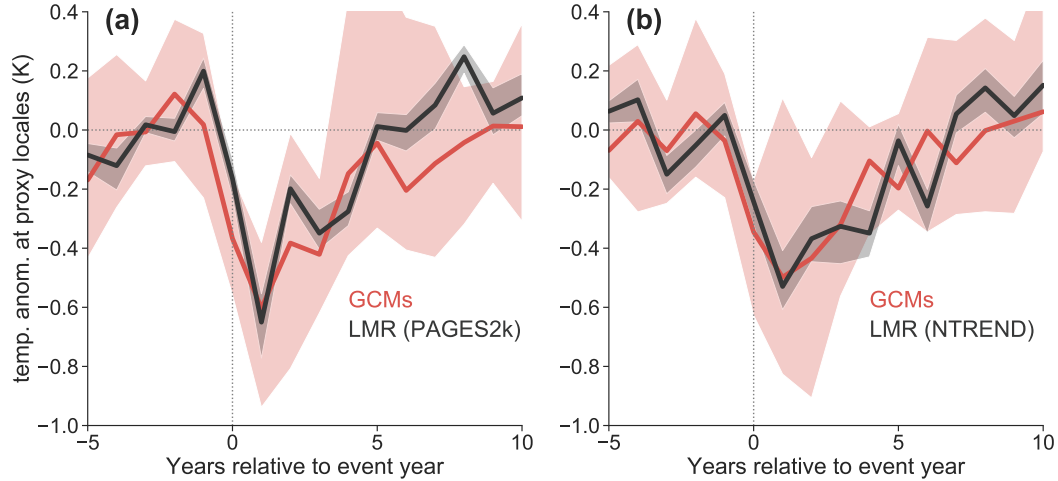 (a)
temp. anom. at proxy locales (K)
0.4
0.2
0.0
−0.2
−0.4
−0.6
−0.8
−1.0
GCMs
LMR (PAGES2k)
−5
0
5
10
Years relative to event year
(b)
0.4
0.2
0.0
−0.2
−0.4
−0.6
−0.8
−1.0
GCMs
LMR (NTREND)
−5
0
5
10
Years relative to event year